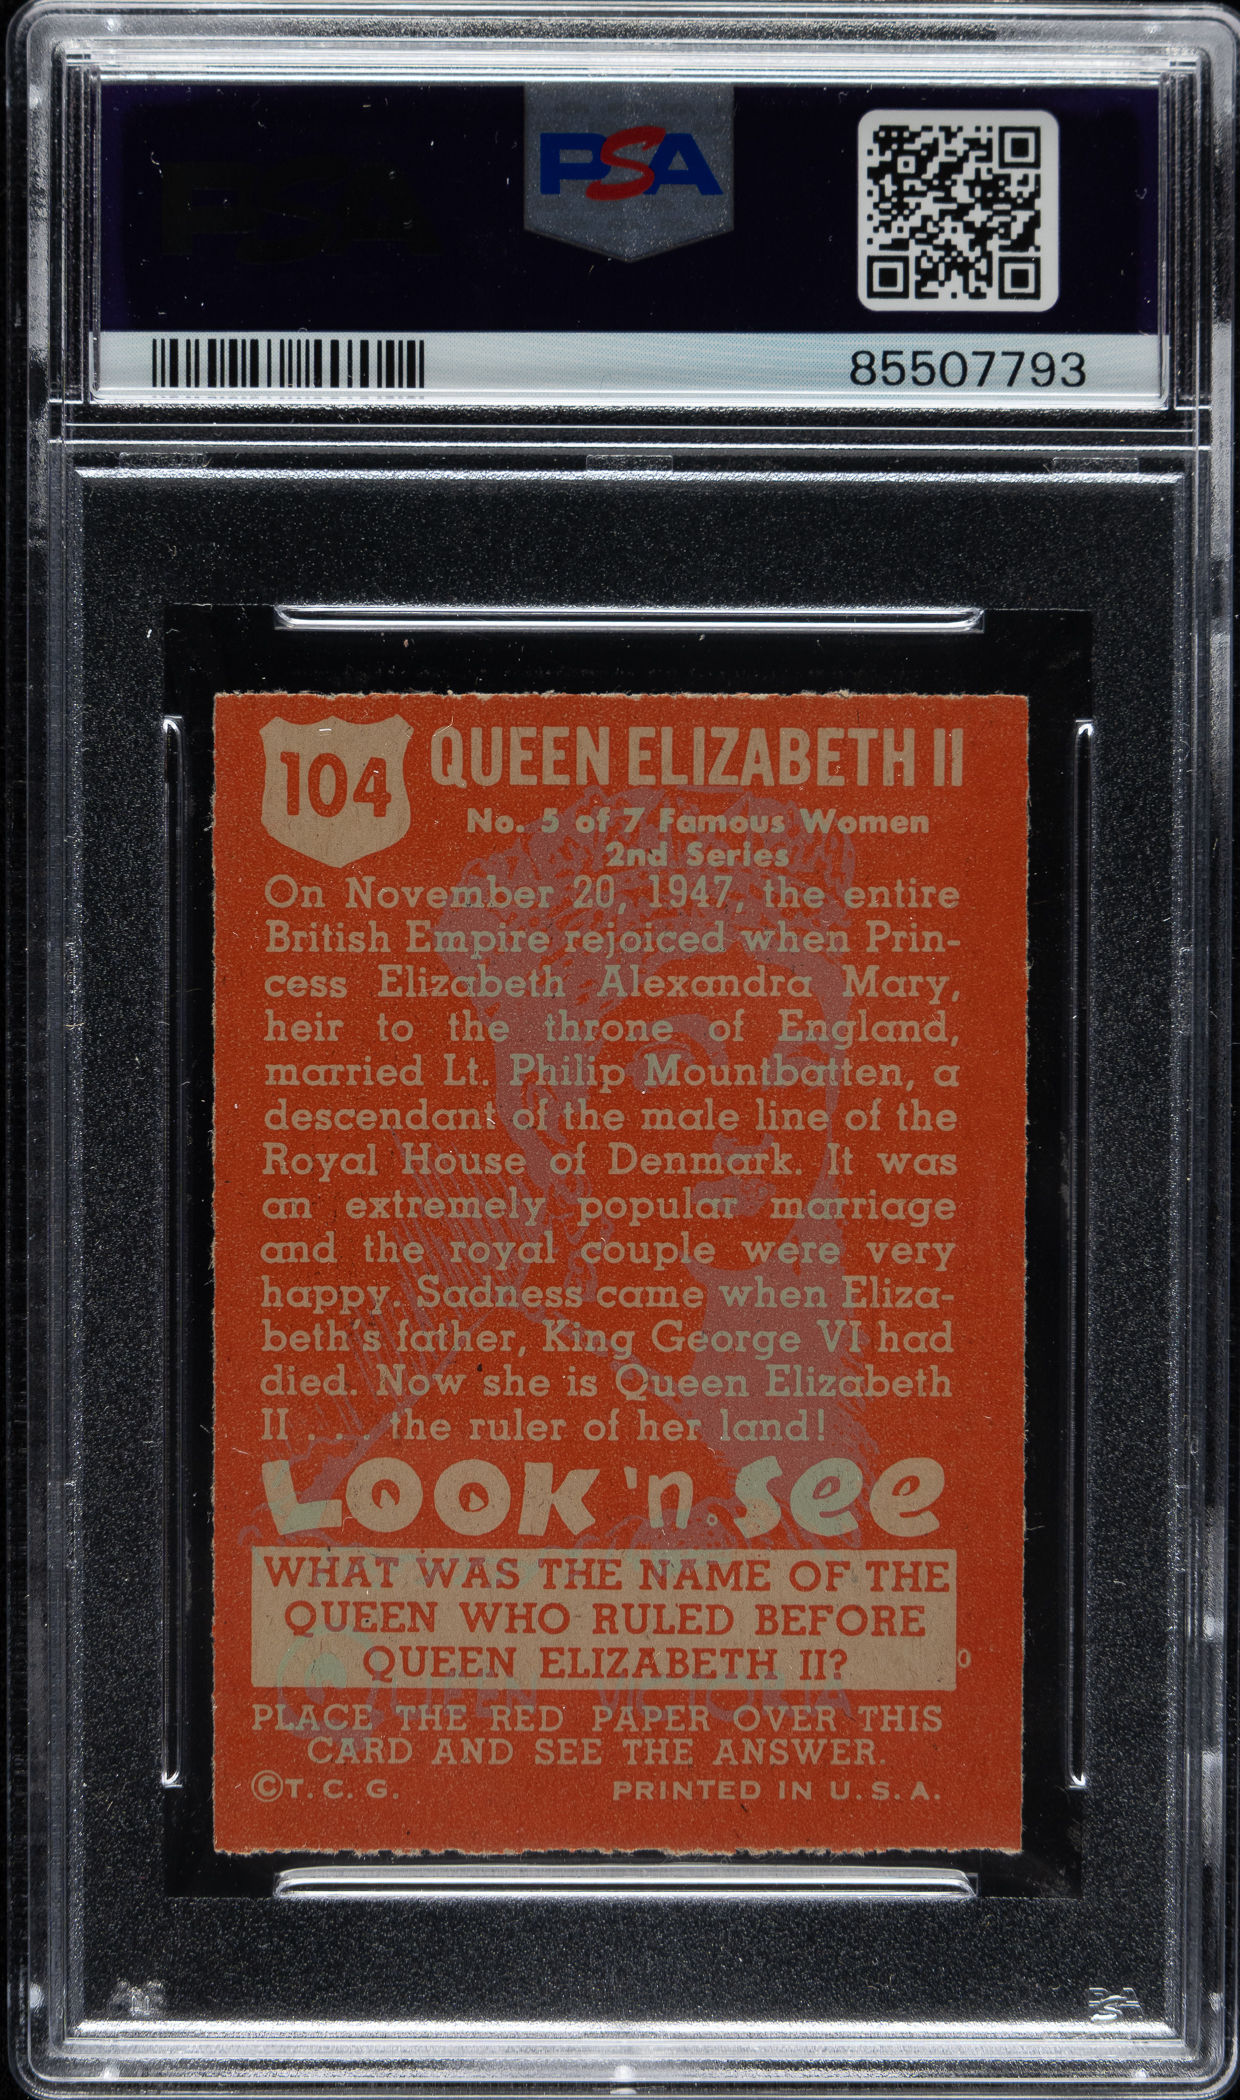 PSA
PSA
85507793
104
QUEEN ELIZABETH II
No. 5 of 7 Famous Women
2nd Series
On November 20, 1947, the entire
British Empire rejoiced when Prin-
cess Elizabeth Alexandra Mary,
heir to the throne of England,
married Lt. Philip Mountbatten, a
descendant of the male line of the
Royal House of Denmark. It was
an extremely popular marriage
and the royal couple were very
happy. Sadness came when Eliza-
beth's father, King George VI had
died. Now she is Queen Elizabeth
II . . . the ruler of her land!
LOOK 'n SEE
WHAT WAS THE NAME OF THE
QUEEN WHO RULED BEFORE
QUEEN ELIZABETH II?
QUEEN VICTORIA
PLACE THE RED PAPER OVER THIS
CARD AND SEE THE ANSWER.
©T. C. G. PRINTED IN U. S. A.
PSA